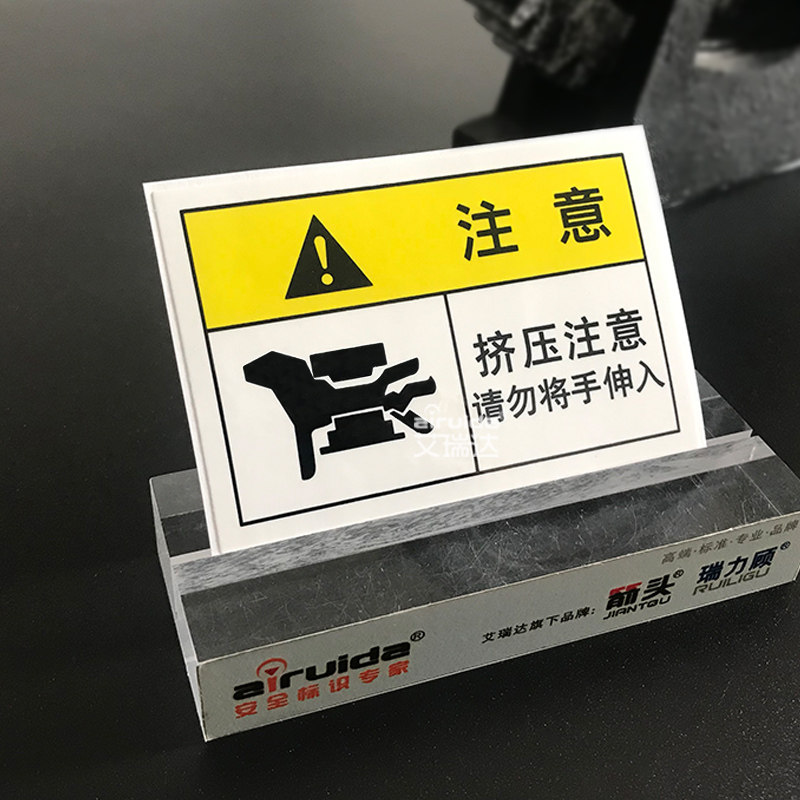 注 意
挤压注意
请勿将手伸入
airuida
艾瑞达
高端·标准·专业·品牌
艾瑞达旗下品牌：箭头® 瑞力顾®
JIANTOU RUILIGU
airuida®
安全标识专家